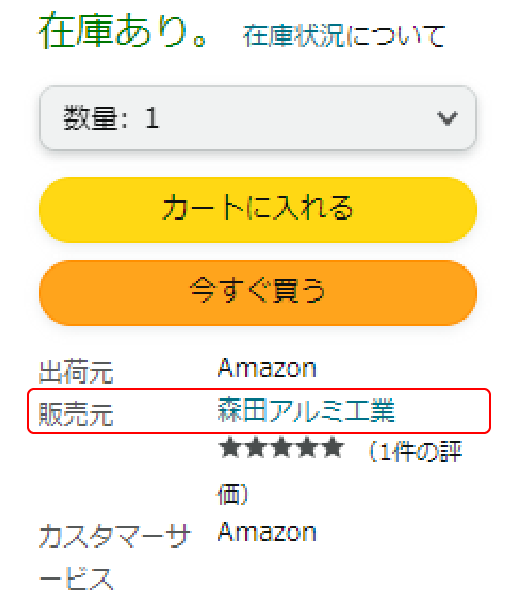 在庫あり。 在庫状況について
数量: 1
カートに入れる
今すぐ買う
出荷元 Amazon
販売元 森田アルミ工業
★★★★★ (1件の評
価)
カスタマーサ Amazon
ービス